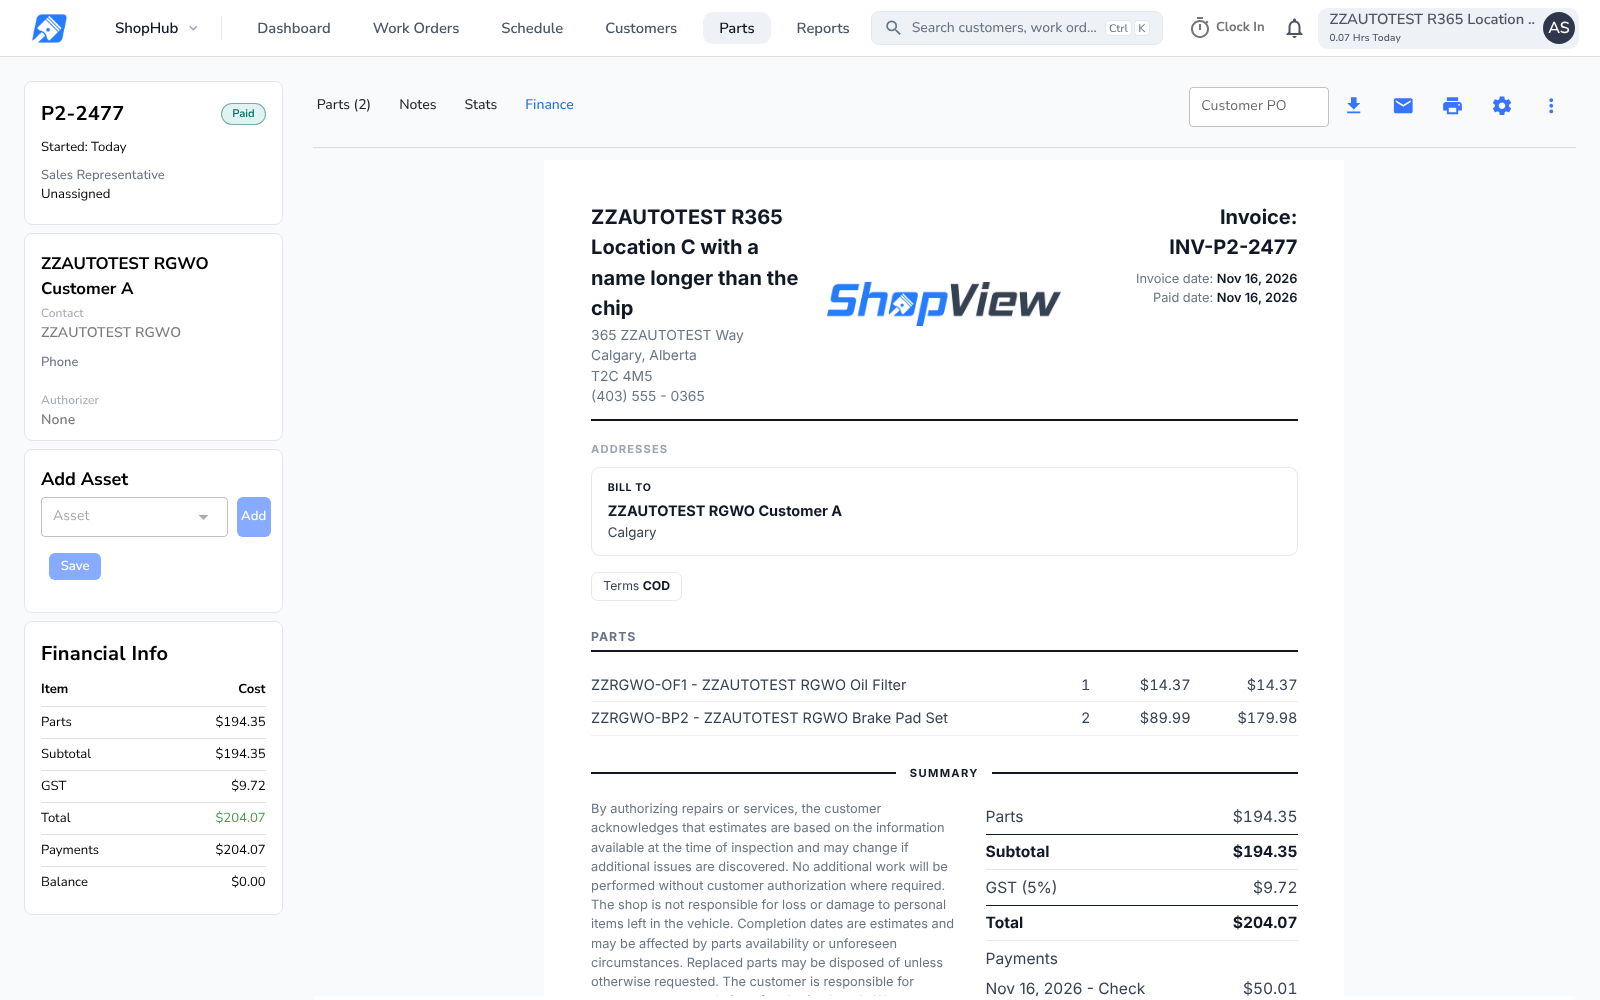 ShopHub
Dashboard
Work Orders
Schedule
Customers
Parts
Reports
Search customers, work ord...
Ctrl
K
Clock In
ZZAUTOTEST R365 Location ..
0.07 Hrs Today
AS
P2-2477
Paid
Started: Today
Sales Representative
Unassigned
ZZAUTOTEST RGWO
Customer A
Contact
ZZAUTOTEST RGWO
Phone
Authorizer
None
Add Asset
Asset
Add
Save
Financial Info
Item Cost
Parts $194.35
Subtotal $194.35
GST $9.72
Total $204.07
Payments $204.07
Balance $0.00
Parts (2)
Notes
Stats
Finance
Customer PO
ZZAUTOTEST R365
Location C with a
name longer than the
chip
365 ZZAUTOTEST Way
Calgary, Alberta
T2C 4M5
(403) 555 - 0365
ShopView
Invoice:
INV-P2-2477
Invoice date: Nov 16, 2026
Paid date: Nov 16, 2026
ADDRESSES
BILL TO
ZZAUTOTEST RGWO Customer A
Calgary
Terms COD
PARTS
ZZRGWO-OF1 - ZZAUTOTEST RGWO Oil Filter 1 $14.37 $14.37
ZZRGWO-BP2 - ZZAUTOTEST RGWO Brake Pad Set 2 $89.99 $179.98
SUMMARY
By authorizing repairs or services, the customer
acknowledges that estimates are based on the information
available at the time of inspection and may change if
additional issues are discovered. No additional work will be
performed without customer authorization where required.
The shop is not responsible for loss or damage to personal
items left in the vehicle. Completion dates are estimates and
may be affected by parts availability or unforeseen
circumstances. Replaced parts may be disposed of unless
otherwise requested. The customer is responsible for
Parts $194.35
Subtotal $194.35
GST (5%) $9.72
Total $204.07
Payments
Nov 16, 2026 - Check $50.01